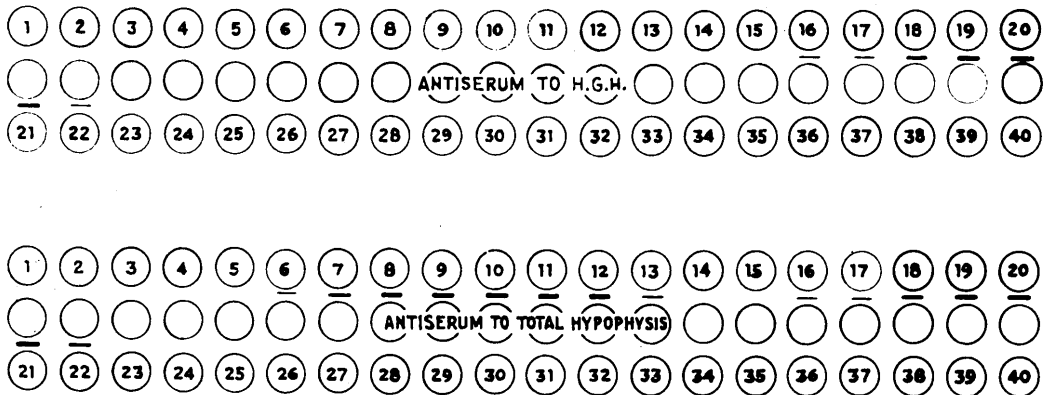 1 2 3 4 5 6 7 8 9 10 11 12 13 14 15 16 17 18 19 20
ANTISERUM TO H.G.H.
21 22 23 24 25 26 27 28 29 30 31 32 33 34 35 36 37 38 39 40
1 2 3 4 5 6 7 8 9 10 11 12 13 14 15 16 17 18 19 20
ANTISERUM TO TOTAL HYPOPHYSIS
21 22 23 24 25 26 27 28 29 30 31 32 33 34 35 36 37 38 39 40